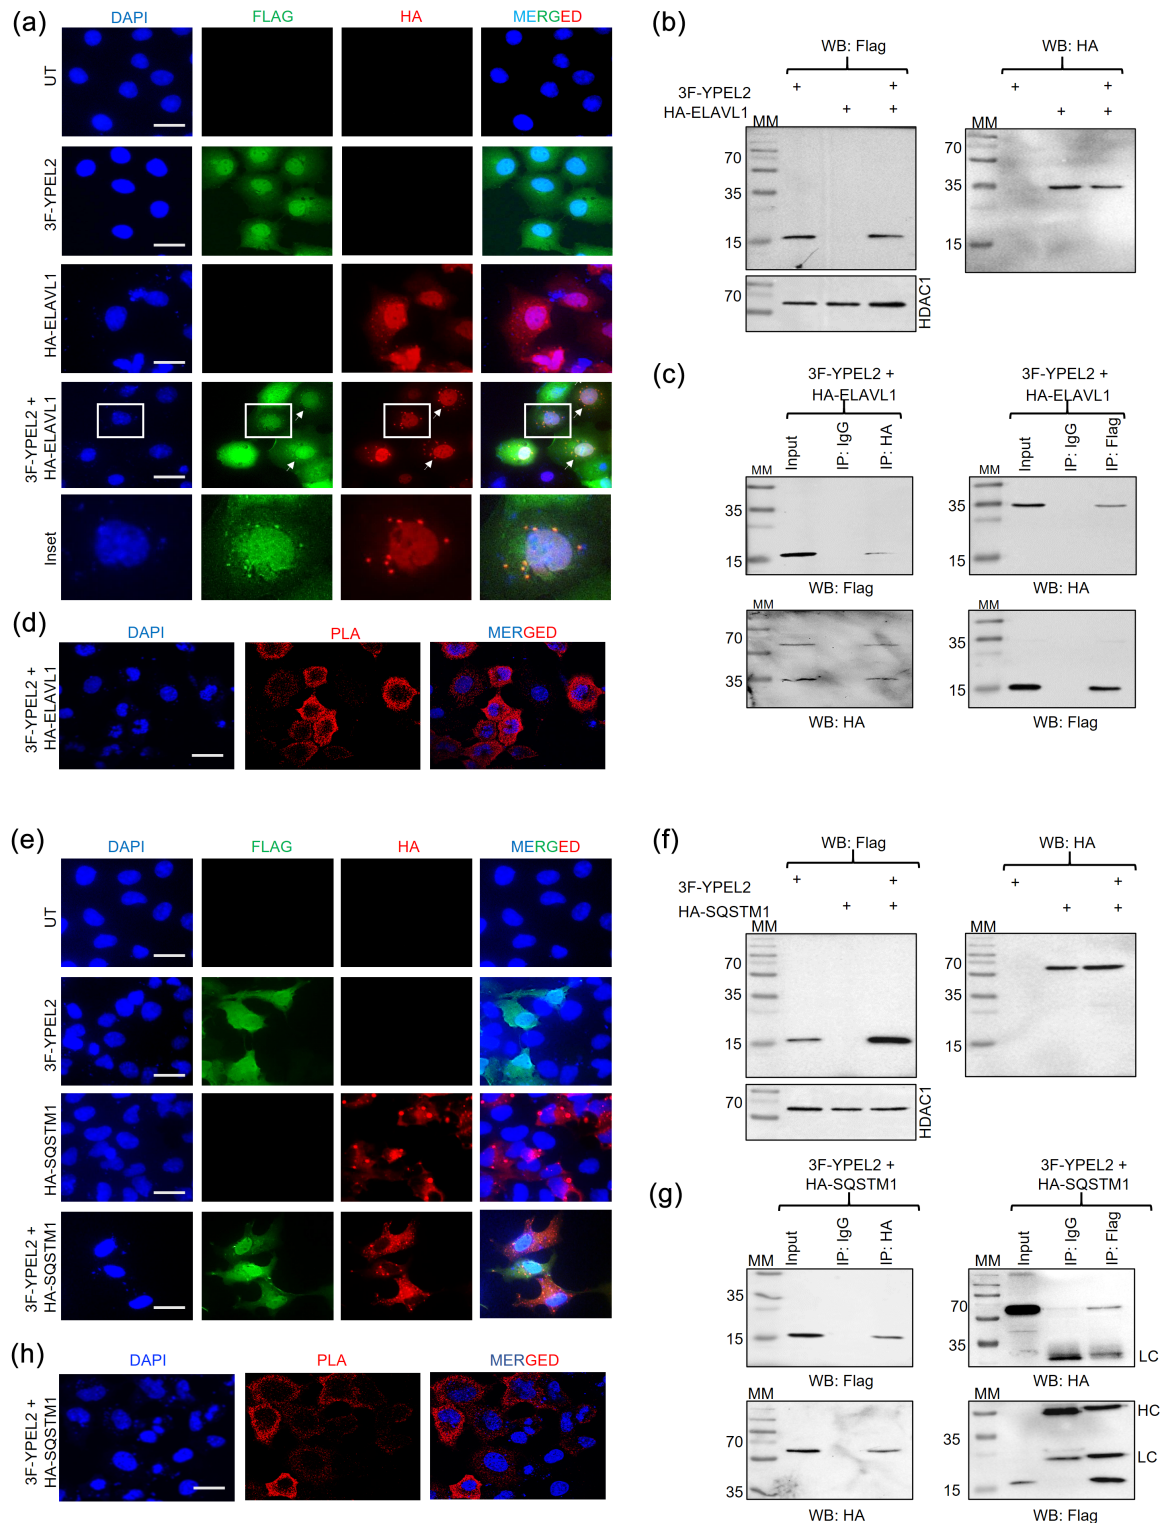 (a)
DAPI FLAG HA MERGED
UT
3F-YPEL2
HA-ELAVL1
3F-YPEL2 +
HA-ELAVL1
Inset
(b)
WB: Flag WB: HA
3F-YPEL2 + + + +
HA-ELAVL1 + + + +
MM MM
70 70
35 35
15 15
70
HDAC1
(c)
3F-YPEL2 + 3F-YPEL2 +
HA-ELAVL1 HA-ELAVL1
Input IP: IgG IP: HA Input IP: IgG IP: Flag
MM MM
35 35
15 15
WB: Flag WB: HA
MM MM
70 35
35 15
WB: HA WB: Flag
(d)
DAPI PLA MERGED
3F-YPEL2 +
HA-ELAVL1
(e)
DAPI FLAG HA MERGED
UT
3F-YPEL2
HA-SQSTM1
3F-YPEL2 +
HA-SQSTM1
(f)
WB: Flag WB: HA
3F-YPEL2 + + + +
HA-SQSTM1 + + + +
MM MM
70 70
35 35
15 15
70
HDAC1
(g)
3F-YPEL2 + 3F-YPEL2 +
HA-SQSTM1 HA-SQSTM1
Input IP: IgG IP: HA Input IP: IgG IP: Flag
MM MM
35 70
15 35 LC
WB: Flag WB: HA
MM MM HC
70 35 LC
35 15
WB: HA WB: Flag
(h)
DAPI PLA MERGED
3F-YPEL2 +
HA-SQSTM1